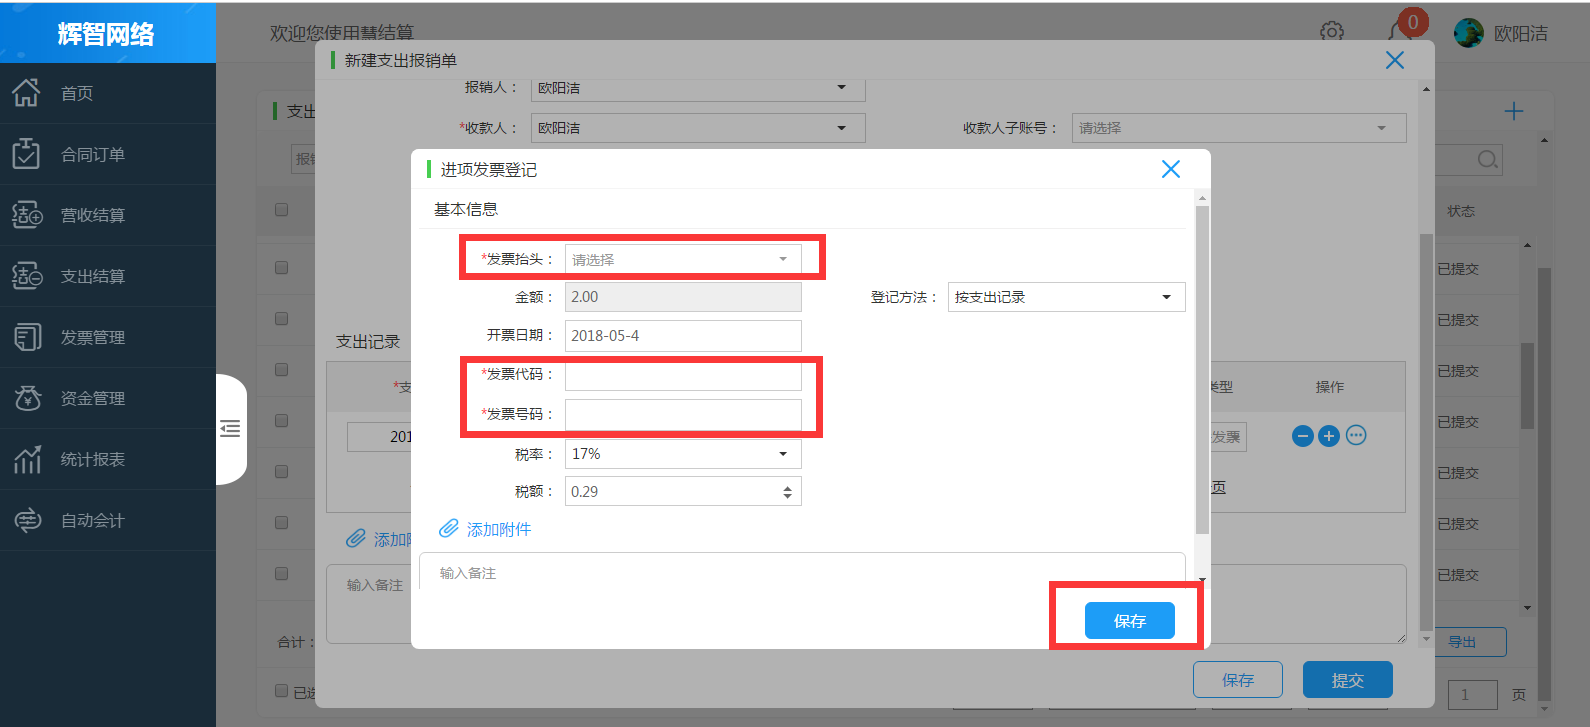 辉智网络
欢迎您使用慧结算
0
欧阳洁
首页
合同订单
营收结算
支出结算
发票管理
资金管理
统计报表
自动会计
支出
报销
新建支出报销单
报销人：
欧阳洁
*收款人：
欧阳洁
收款人子账号：
请选择
进项发票登记
基本信息
*发票抬头：
请选择
金额：
2.00
登记方法：
按支出记录
开票日期：
2018-05-4
*发票代码：
*发票号码：
税率：
17%
税额：
0.29
添加附件
输入备注
保存
支出记录
*支
类型
操作
201
发票
页
添加附
输入备注
保存
提交
状态
已提交
已提交
已提交
已提交
已提交
已提交
已提交
合计：
导出
已选
1
页